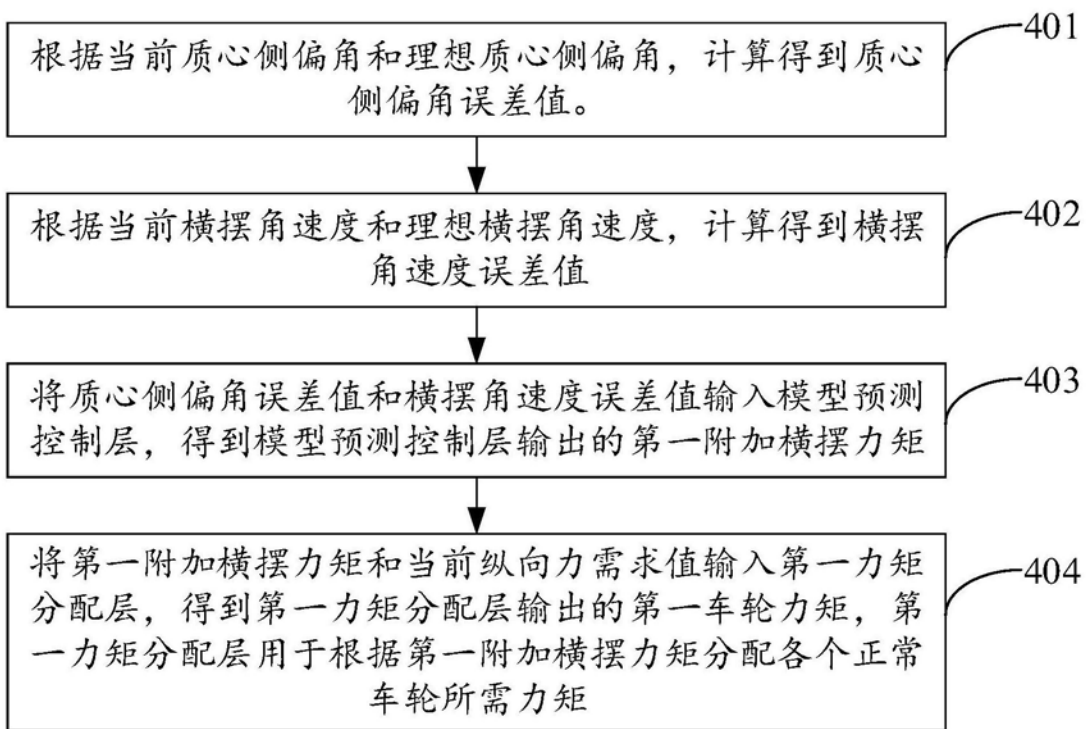 根据当前质心侧偏角和理想质心侧偏角，计算得到质心
侧偏角误差值。
401
根据当前横摆角速度和理想横摆角速度，计算得到横摆
角速度误差值
402
将质心侧偏角误差值和横摆角速度误差值输入模型预测
控制层，得到模型预测控制层输出的第一附加横摆力矩
403
将第一附加横摆力矩和当前纵向力需求值输入第一力矩
分配层，得到第一力矩分配层输出的第一车轮力矩，第
一力矩分配层用于根据第一附加横摆力矩分配各个正常
车轮所需力矩
404